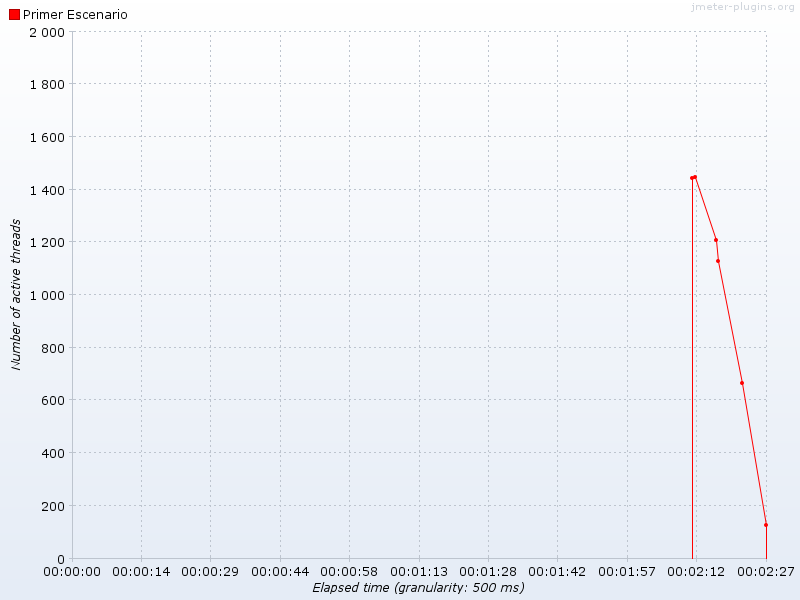 jmeter-plugins.org
Primer Escenario
2 000
1 800
1 600
1 400
1 200
1 000
800
600
400
200
0
Number of active threads
00:00:00 00:00:14 00:00:29 00:00:44 00:00:58 00:01:13 00:01:28 00:01:42 00:01:57 00:02:12 00:02:27
Elapsed time (granularity: 500 ms)